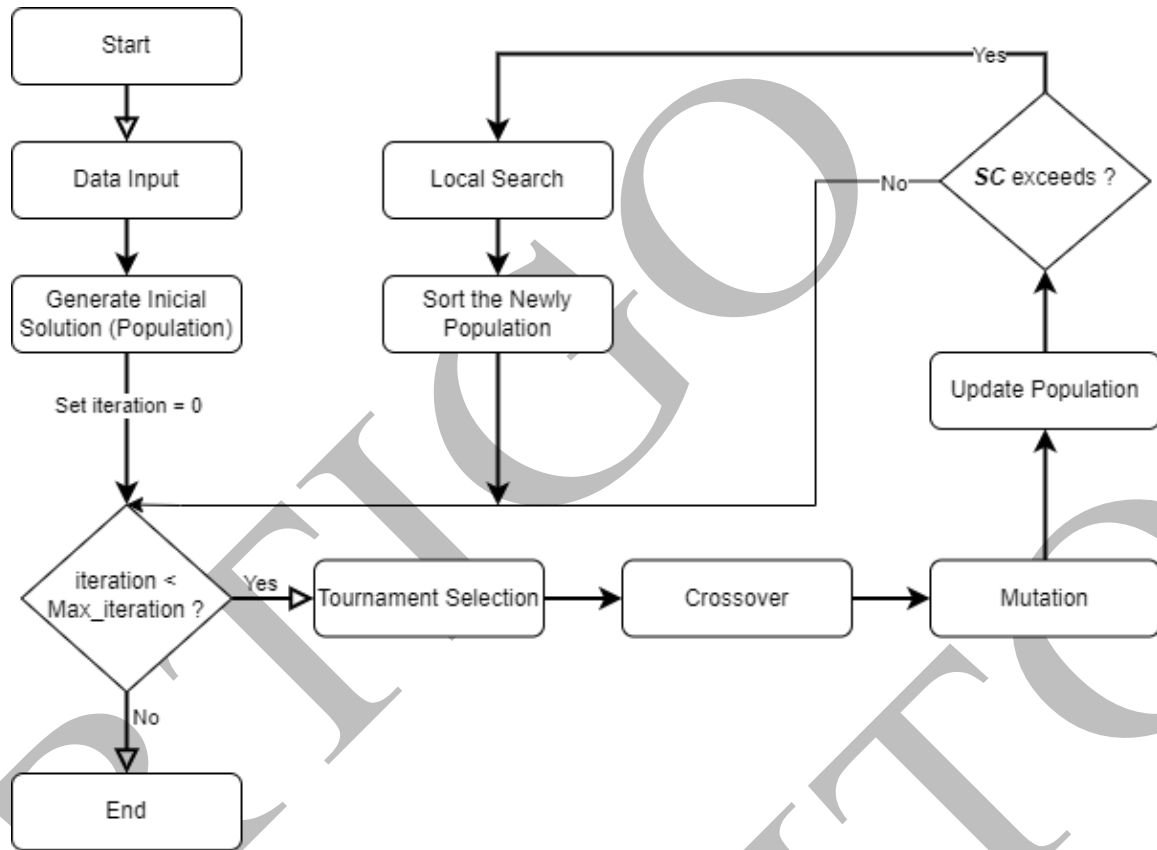 Start
Data Input
Generate Inicial
Solution (Population)
Set iteration = 0
iteration <
Max_iteration ?
No
End
Yes
Tournament Selection
Crossover
Mutation
Update Population
SC exceeds ?
No
Yes
Local Search
Sort the Newly
Population